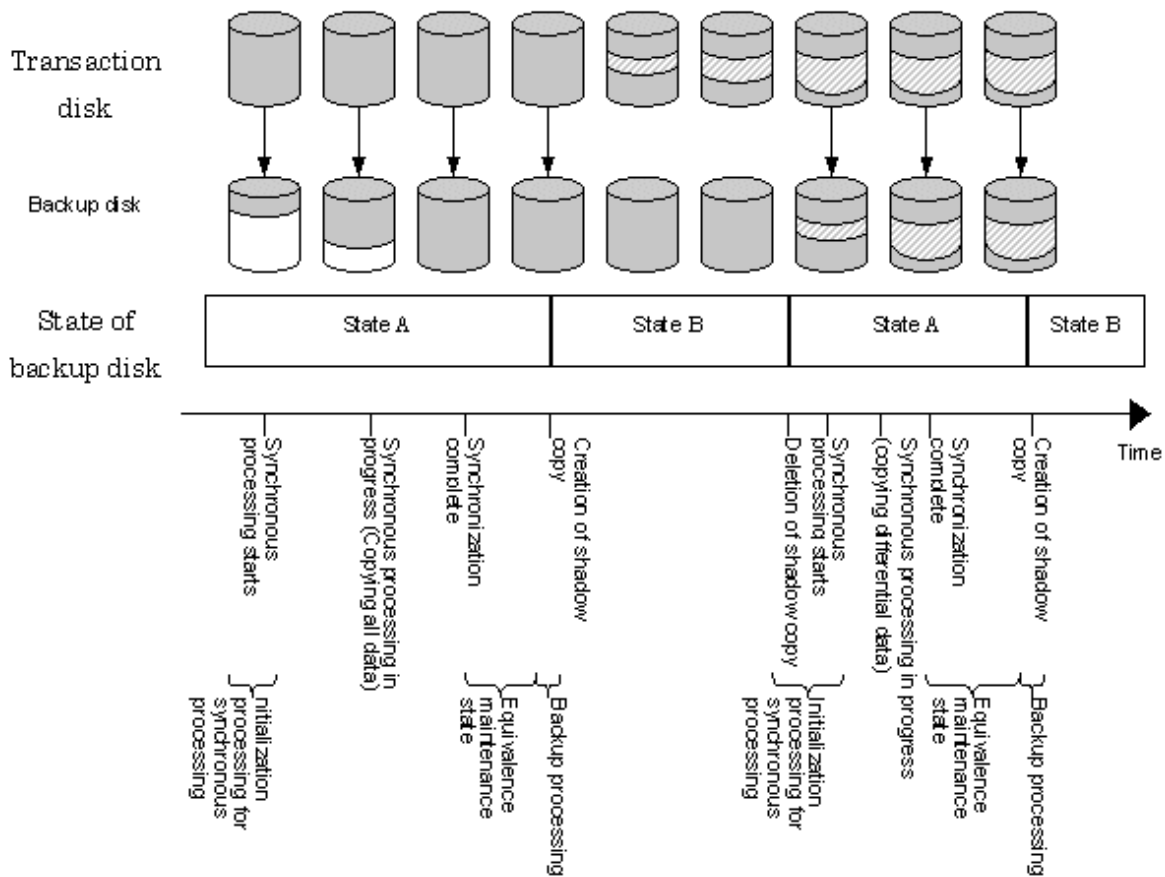 Transaction
disk
Backup disk
State of
backup disk
State A
State B
State A
State B
Time
Synchronous
processing starts
Synchronous processing in
progress (Copying all data)
Synchronization
complete
Creation of shadow
copy
Deletion of shadow copy
Synchronous
processing starts
Synchronous processing in progress
(copying differential data)
Synchronization
complete
Creation of shadow
copy
nitialization
processing for
synchronous
processing
Equivalence
maintenance
state
Backup processing
Initialization
processing for
synchronous
processing
Equivalence
maintenance
state
Backup processing